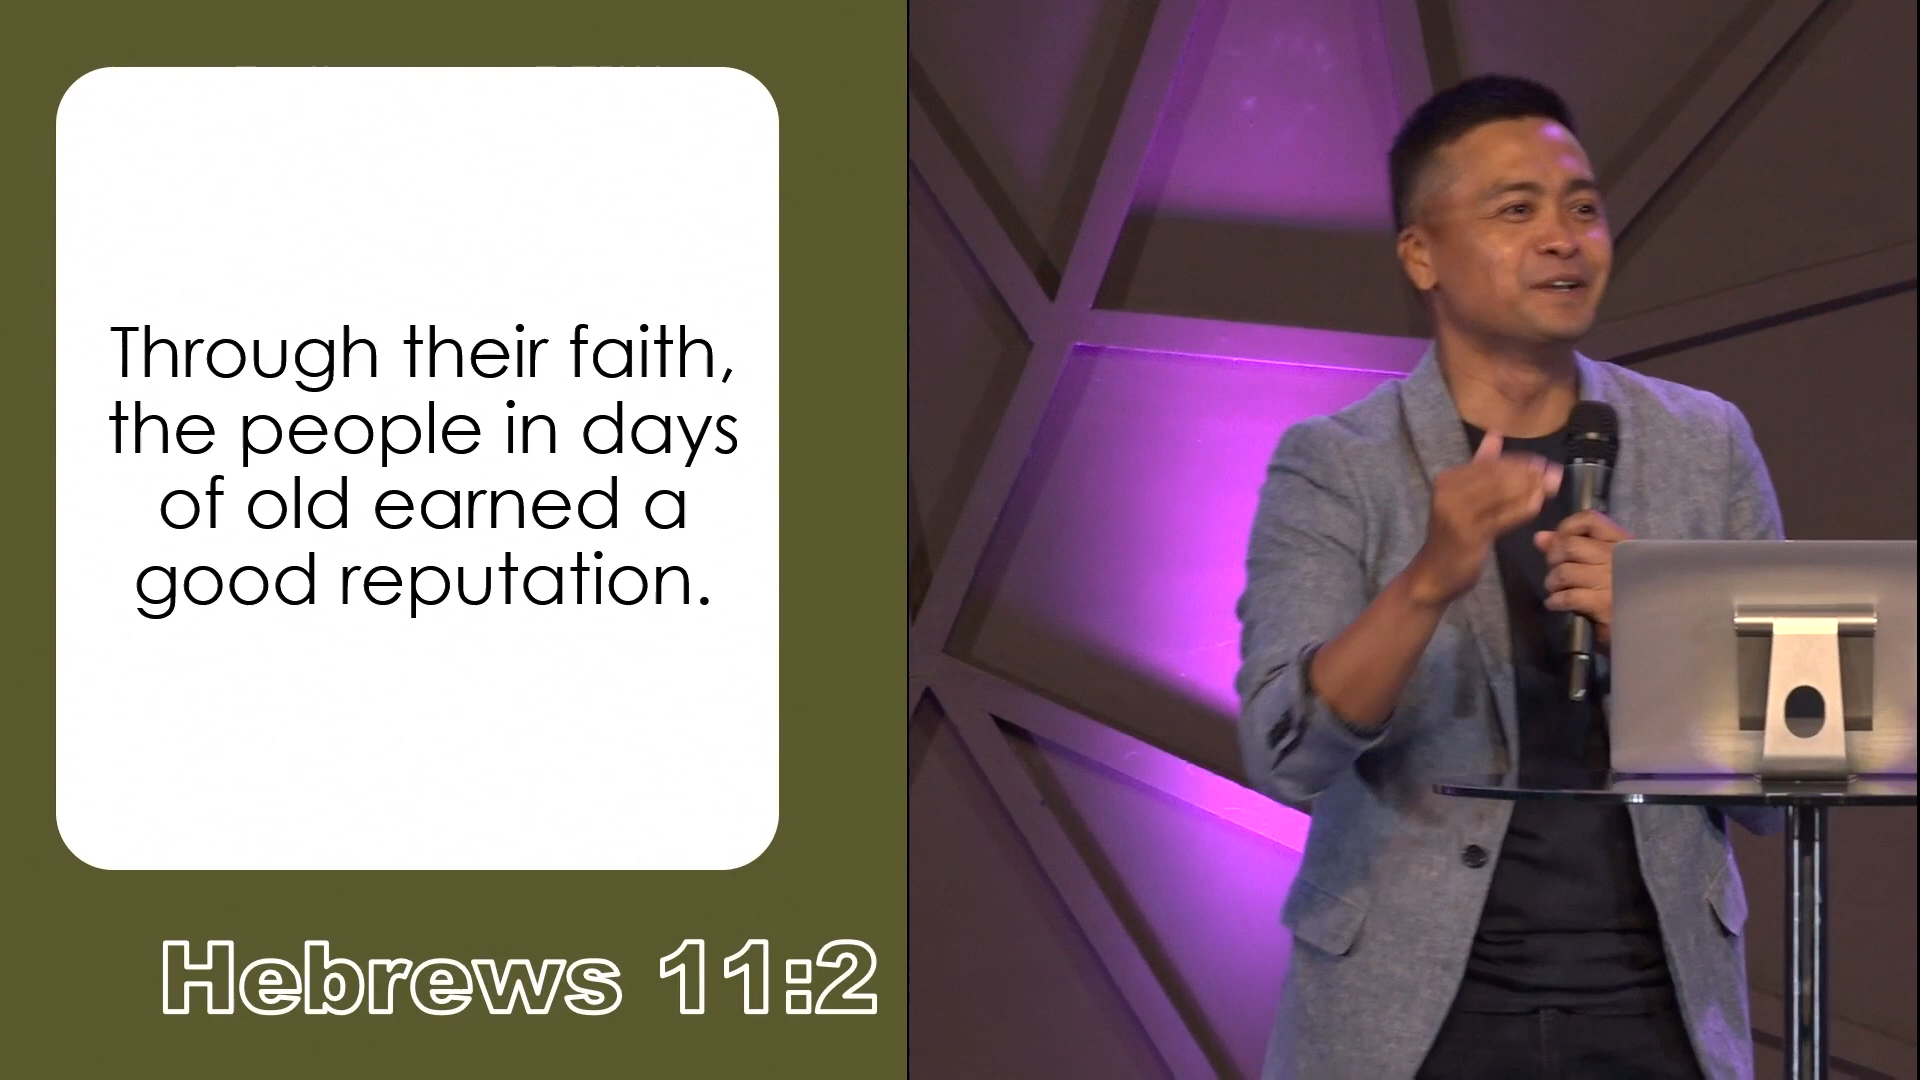 Through their faith,
the people in days
of old earned a
good reputation.
Hebrews 11:2